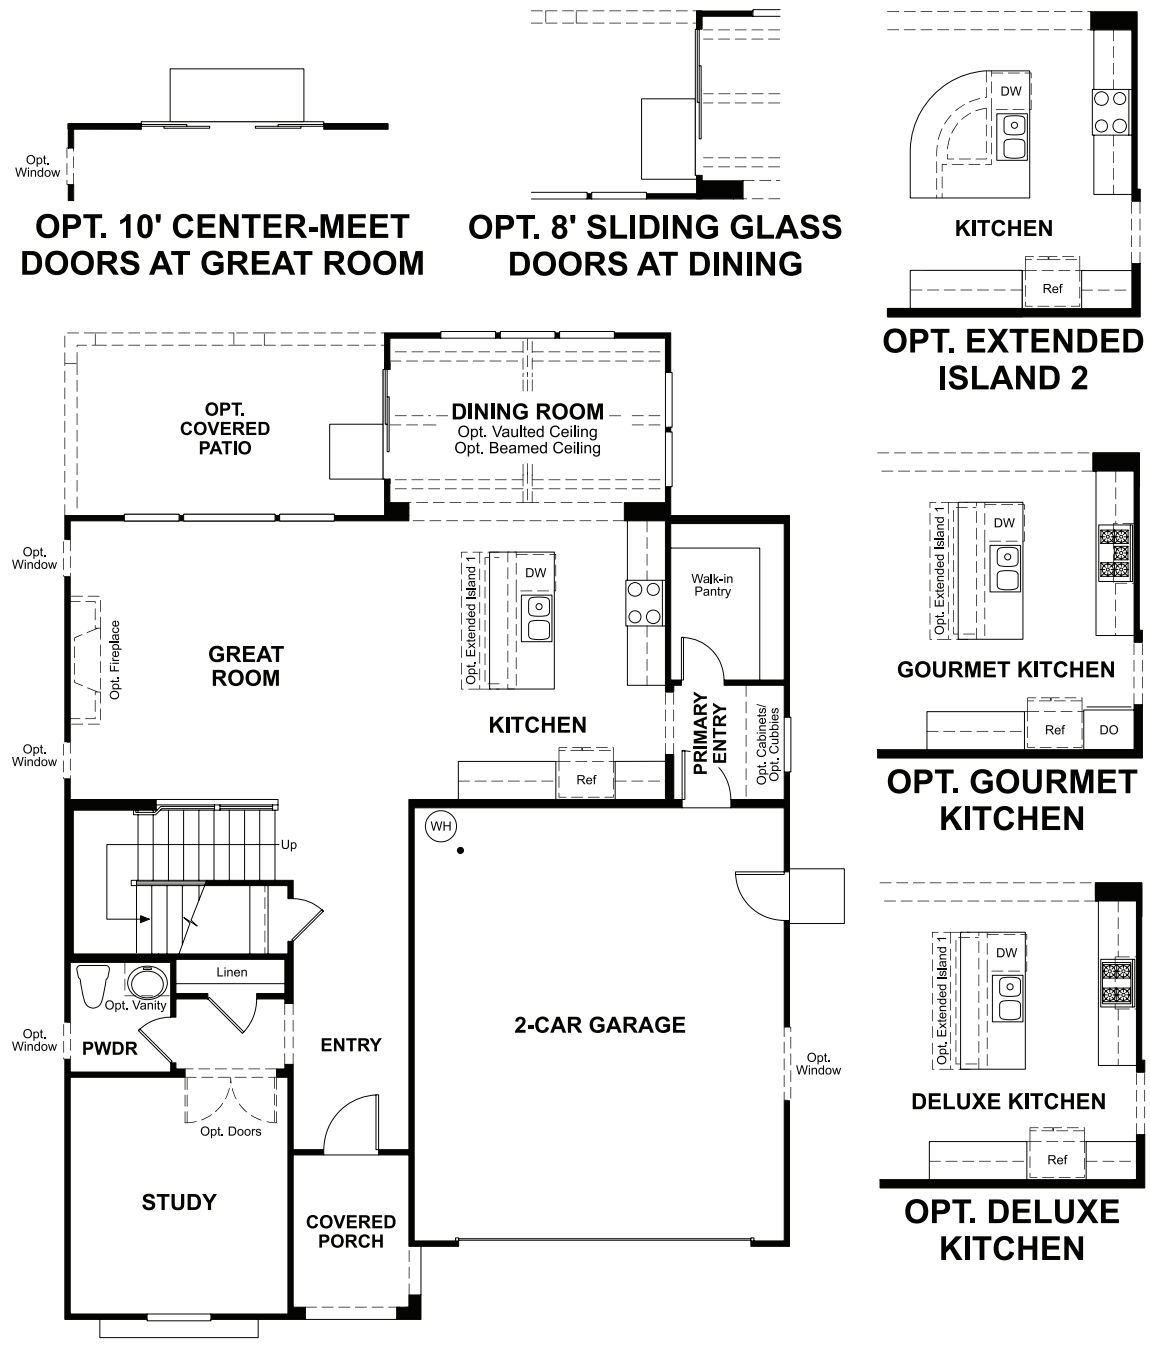 Opt.
Window
OPT. 10' CENTER-MEET
DOORS AT GREAT ROOM
OPT. 8' SLIDING GLASS
DOORS AT DINING
DW
KITCHEN
Ref
OPT. EXTENDED
ISLAND 2
OPT.
COVERED
PATIO
DINING ROOM
Opt. Vaulted Ceiling
Opt. Beamed Ceiling
Opt.
Window
Opt. Fireplace
GREAT
ROOM
Opt. Extended Island 1
DW
Walk-in
Pantry
KITCHEN
PRIMARY
ENTRY
Opt. Cabinets/
Opt. Cubbies
Opt.
Window
Ref
Up
WH
Linen
Opt. Vanity
Opt.
Window
PWDR
ENTRY
2-CAR GARAGE
Opt.
Window
Opt. Doors
STUDY
COVERED
PORCH
Opt. Extended Island 1
DW
GOURMET KITCHEN
Ref
DO
OPT. GOURMET
KITCHEN
Opt. Extended Island 1
DW
DELUXE KITCHEN
Ref
OPT. DELUXE
KITCHEN